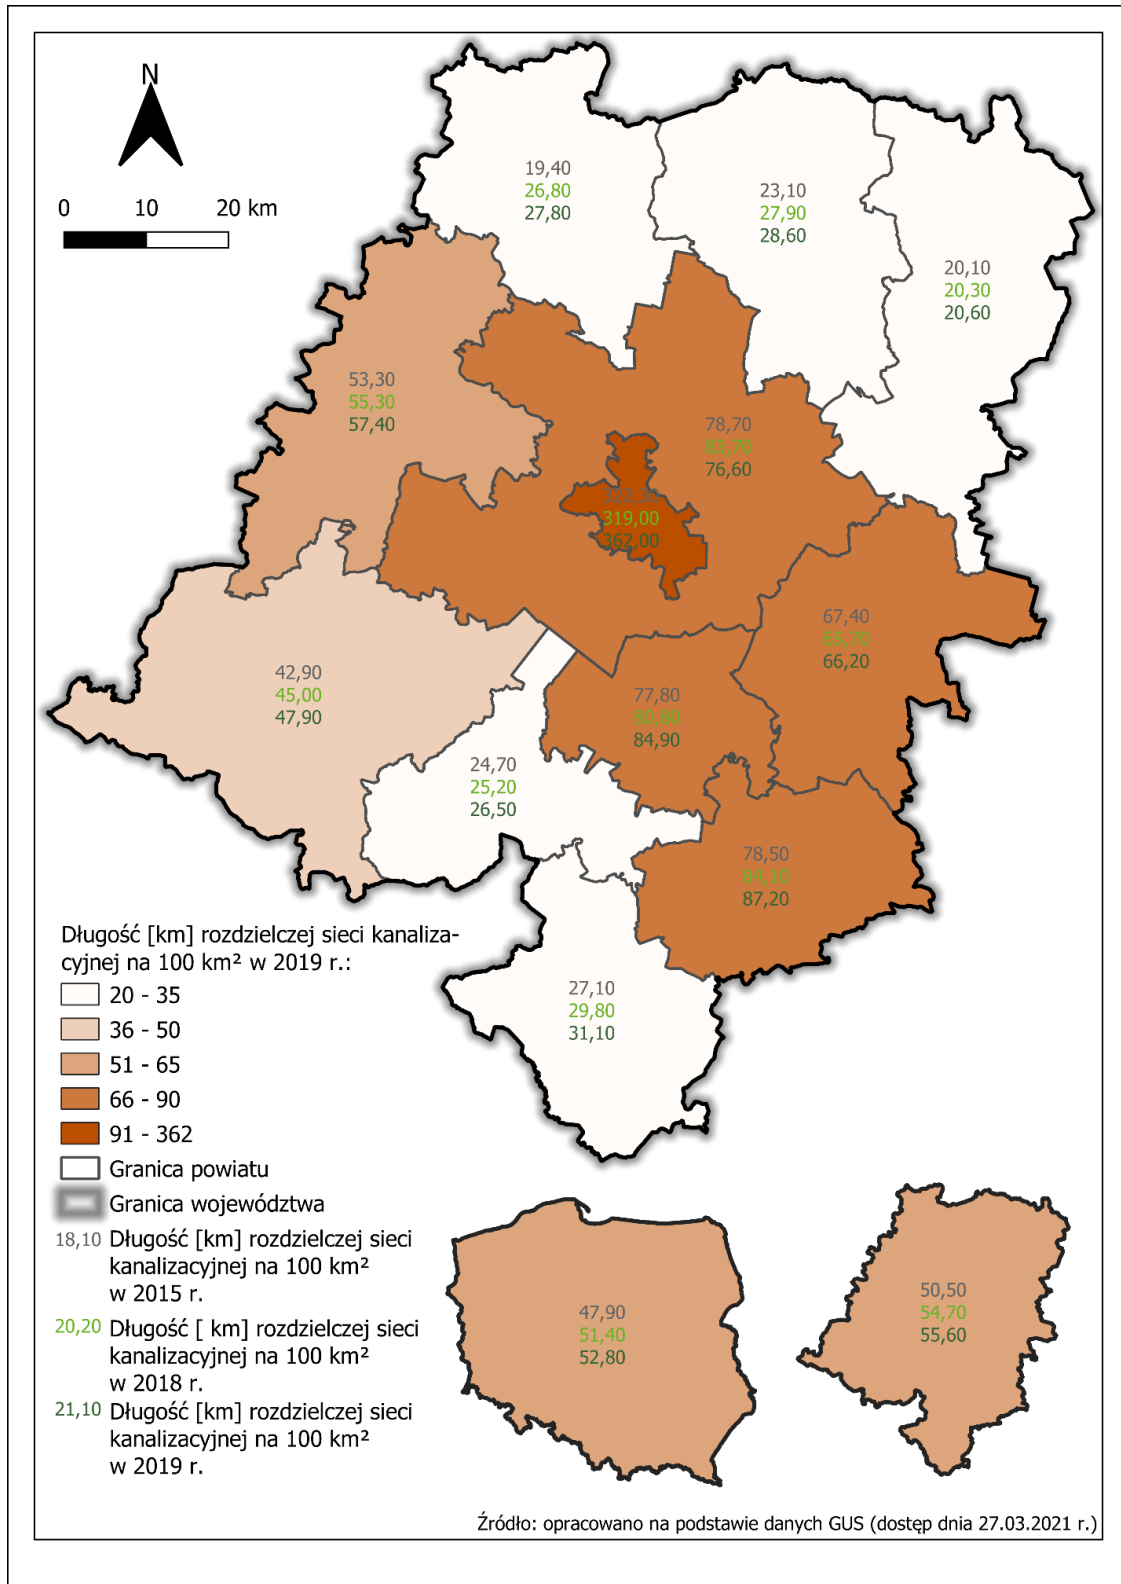 N
0 10 20 km
19,40
26,80
27,80
23,10
27,90
28,60
20,10
20,30
20,60
53,30
55,30
57,40
78,70
83,70
76,60
319,00
362,00
67,40
65,70
66,20
42,90
45,00
47,90
77,80
80,80
84,90
24,70
25,20
26,50
78,50
84,10
87,20
27,10
29,80
31,10
Długość [km] rozdzielczej sieci kanaliza-
cyjnej na 100 km² w 2019 r.:
20 - 35
36 - 50
51 - 65
66 - 90
91 - 362
Granica powiatu
Granica województwa
18,10 Długość [km] rozdzielczej sieci
kanalizacyjnej na 100 km²
w 2015 r.
20,20 Długość [ km] rozdzielczej sieci
kanalizacyjnej na 100 km²
w 2018 r.
21,10 Długość [km] rozdzielczej sieci
kanalizacyjnej na 100 km²
w 2019 r.
47,90
51,40
52,80
50,50
54,70
55,60
Źródło: opracowano na podstawie danych GUS (dostęp dnia 27.03.2021 r.)